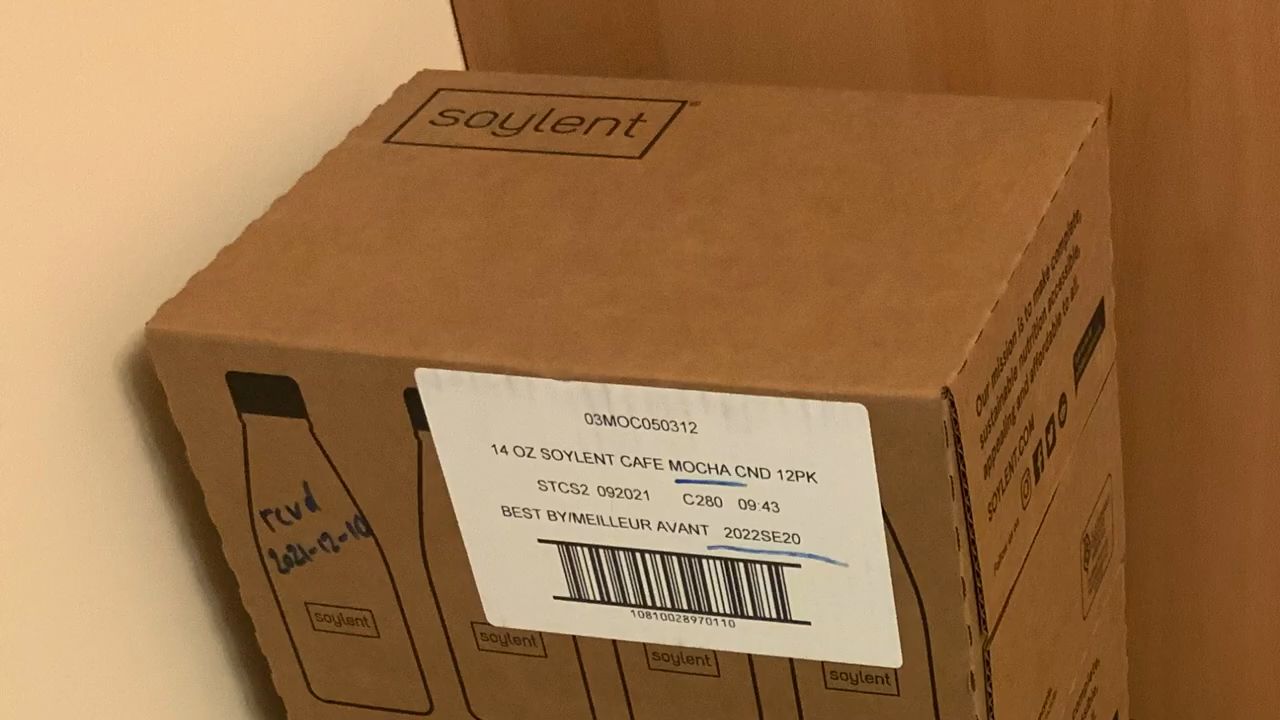 soylent
03MOC050312
14 OZ SOYLENT CAFE MOCHA CND 12PK
STCS2 092021 C280 09:43
BEST BY/MEILLEUR AVANT 2022SE20
10810028970110
rcvd
2021-12-10
soylent
soylent
soylent
soylent
Our mission is to make complete,
sustainable nutrition accessible,
appealing and affordable to all.
SOYLENT.COM